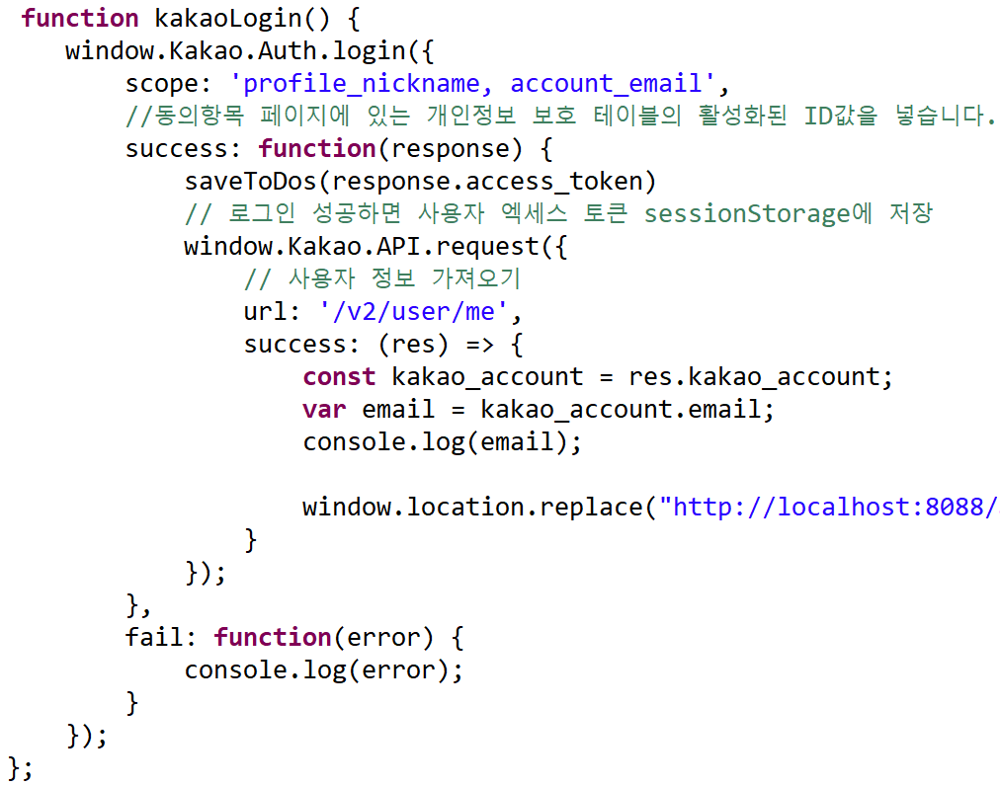 function kakaoLogin() {
window.Kakao.Auth.login({
scope: 'profile_nickname, account_email',
//동의항목 페이지에 있는 개인정보 보호 테이블의 활성화된 ID값을 넣습니다.
success: function(response) {
saveToDos(response.access_token)
// 로그인 성공하면 사용자 엑세스 토큰 sessionStorage에 저장
window.Kakao.API.request({
// 사용자 정보 가져오기
url: '/v2/user/me',
success: (res) => {
const kakao_account = res.kakao_account;
var email = kakao_account.email;
console.log(email);
window.location.replace("http://localhost:8088/
}
});
},
fail: function(error) {
console.log(error);
}
});
};